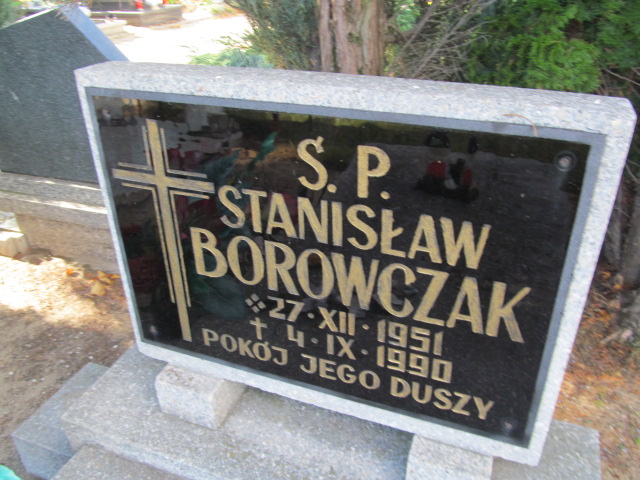 Ś. P.
STANISŁAW
BOROWCZAK
27·XII·1951
4·IX·1990
POKÓJ JEGO DUSZY